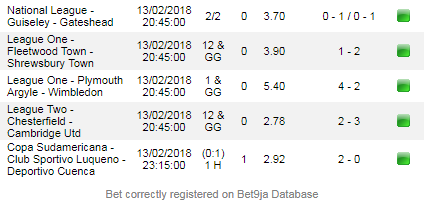 National League - 13/02/2018 2/2 0 3.70 0 - 1 / 0 - 1
Guiseley - Gateshead 20:45:00
League One - 13/02/2018 12 & 0 3.90 1 - 2
Fleetwood Town - 20:45:00 GG
Shrewsbury Town
League One - Plymouth 13/02/2018 1 & 0 5.40 4 - 2
Argyle - Wimbledon 20:45:00 GG
League Two - 13/02/2018 12 & 0 2.78 2 - 3
Chesterfield - 20:45:00 GG
Cambridge Utd
Copa Sudamericana - 13/02/2018 (0:1) 1 2.92 2 - 0
Club Sportivo Luqueno - 23:15:00 1 H
Deportivo Cuenca
Bet correctly registered on Bet9ja Database